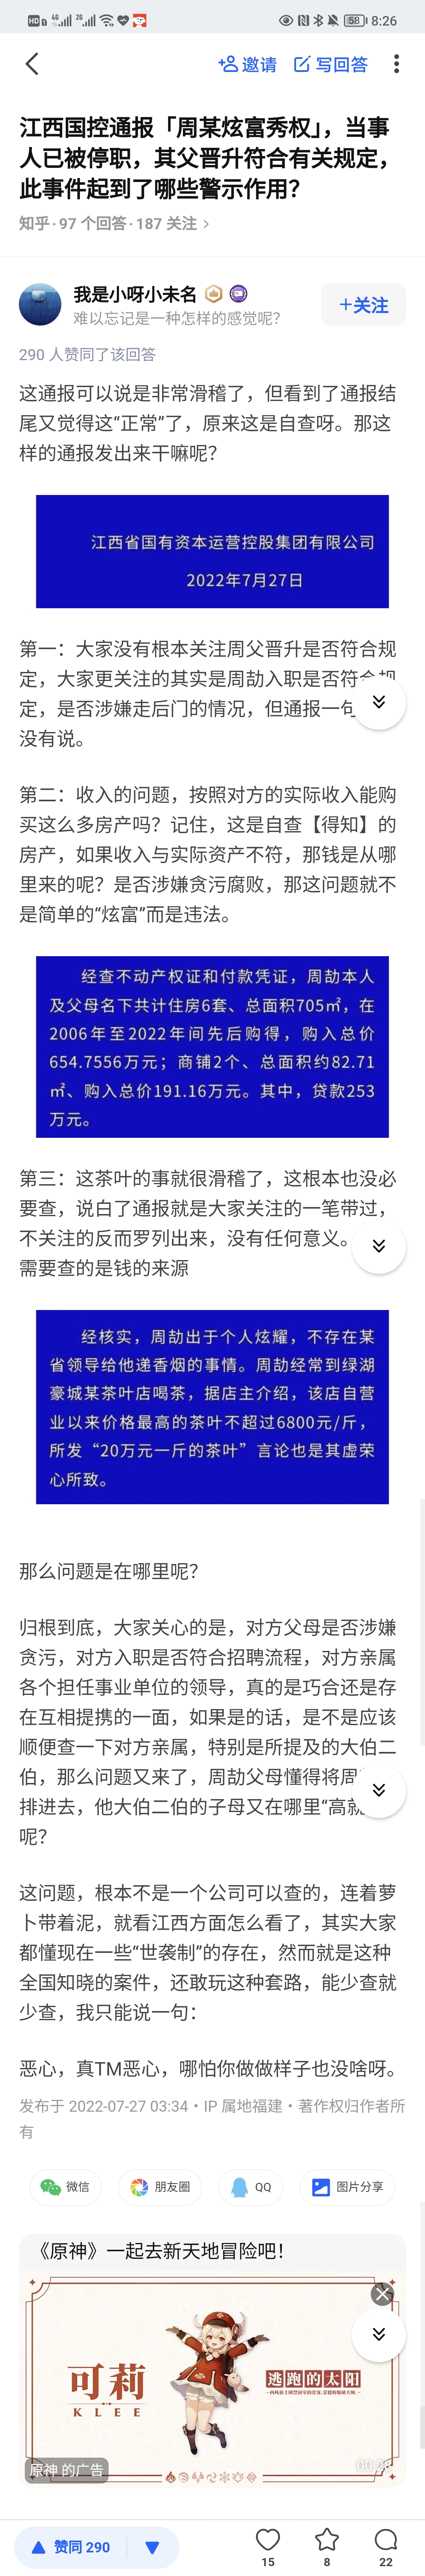 HD 4G 2G 58 8:26
邀请 写回答
江西国控通报「周某炫富秀权」，当事
人已被停职，其父晋升符合有关规定，
此事件起到了哪些警示作用？
知乎·97 个回答·187 关注 >
我是小呀小未名
难以忘记是一种怎样的感觉呢？
+关注
290 人赞同了该回答
这通报可以说是非常滑稽了，但看到了通报结
尾又觉得这“正常”了，原来这是自查呀。那这
样的通报发出来干嘛呢？
江西省国有资本运营控股集团有限公司
2022年7月27日
第一：大家没有根本关注周父晋升是否符合规
定，大家更关注的其实是周劼入职是否符合规
定，是否涉嫌走后门的情况，但通报一句
没有说。
第二：收入的问题，按照对方的实际收入能购
买这么多房产吗？记住，这是自查【得知】的
房产，如果收入与实际资产不符，那钱是从哪
里来的呢？是否涉嫌贪污腐败，那这问题就不
是简单的“炫富”而是违法。
经查不动产权证和付款凭证，周劼本人
及父母名下共计住房6套、总面积705㎡，在
2006年至2022年间先后购得，购入总价
654.7556万元；商铺2个、总面积约82.71
㎡、购入总价191.16万元。其中，贷款253
万元。
第三：这茶叶的事就很滑稽了，这根本也没必
要查，说白了通报就是大家关注的一笔带过，
不关注的反而罗列出来，没有任何意义。
需要查的是钱的来源
经核实，周劼出于个人炫耀，不存在某
省领导给他递香烟的事情。周劼经常到绿湖
豪城某茶叶店喝茶，据店主介绍，该店自营
业以来价格最高的茶叶不超过6800元/斤，
所发“20万元一斤的茶叶”言论也是其虚荣
心所致。
那么问题是在哪里呢？
归根到底，大家关心的是，对方父母是否涉嫌
贪污，对方入职是否符合招聘流程，对方亲属
各个担任事业单位的领导，真的是巧合还是存
在互相提携的一面，如果是的话，是不是应该
顺便查一下对方亲属，特别是所提及的大伯二
伯，那么问题又来了，周劼父母懂得将周
排进去，他大伯二伯的子母又在哪里“高就
呢？
这问题，根本不是一个公司可以查的，连着萝
卜带着泥，就看江西方面怎么看了，其实大家
都懂现在一些“世袭制”的存在，然而就是这种
全国知晓的案件，还敢玩这种套路，能少查就
少查，我只能说一句：
恶心，真TM恶心，哪怕你做做样子也没啥呀。
发布于 2022-07-27 03:34・IP 属地福建・著作权归作者所
有
微信 朋友圈 QQ 图片分享
《原神》一起去新天地冒险吧！
可莉
KLEE
逃跑的太阳
原神 的广告
赞同 290
15 8 22